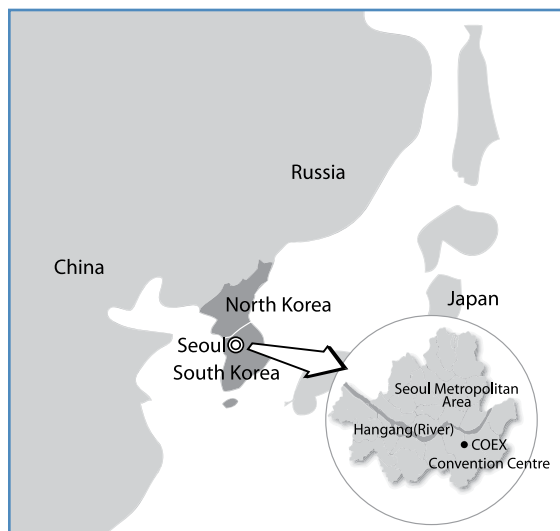 Russia
China
North Korea
Japan
Seoul
South Korea
Seoul Metropolitan
Area
Hangang(River)
COEX
Convention Centre